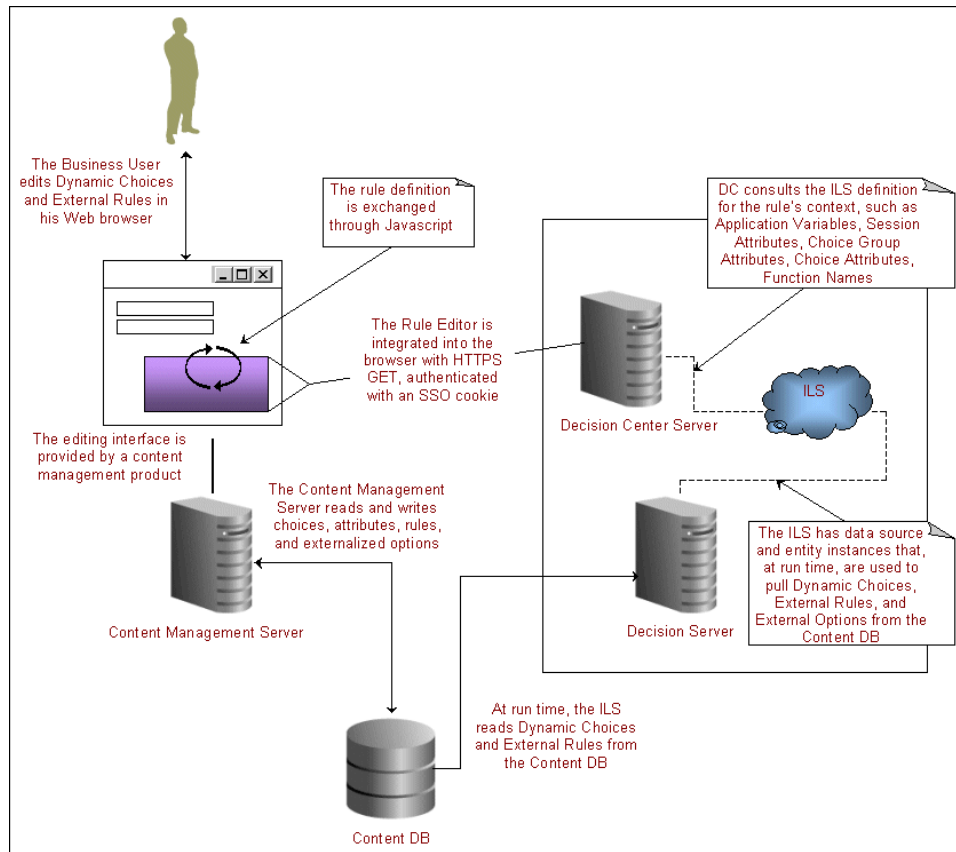 The Business User
edits Dynamic Choices
and External Rules in
his Web browser
The rule definition
is exchanged
through Javascript
DC consults the ILS definition
for the rule's context, such as
Application Variables, Session
Attributes, Choice Group
Attributes, Choice Attributes,
Function Names
The Rule Editor is
integrated into the
browser with HTTPS
GET, authenticated
with an SSO cookie
ILS
Decision Center Server
The editing interface is
provided by a content
management product
The Content Management
Server reads and writes
choices, attributes, rules,
and externalized options
The ILS has data source
and entity instances that,
at run time, are used to
pull Dynamic Choices,
External Rules, and
External Options from the
Content DB
Content Management Server
Decision Server
At run time, the ILS
reads Dynamic Choices
and External Rules from
the Content DB
Content DB